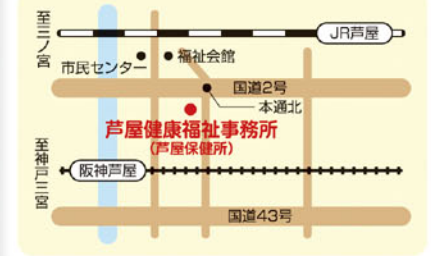 至三ノ宮
JR芦屋
市民センター
福祉会館
国道2号
本通北
芦屋健康福祉事務所
(芦屋保健所)
至神戸三宮
阪神芦屋
国道43号